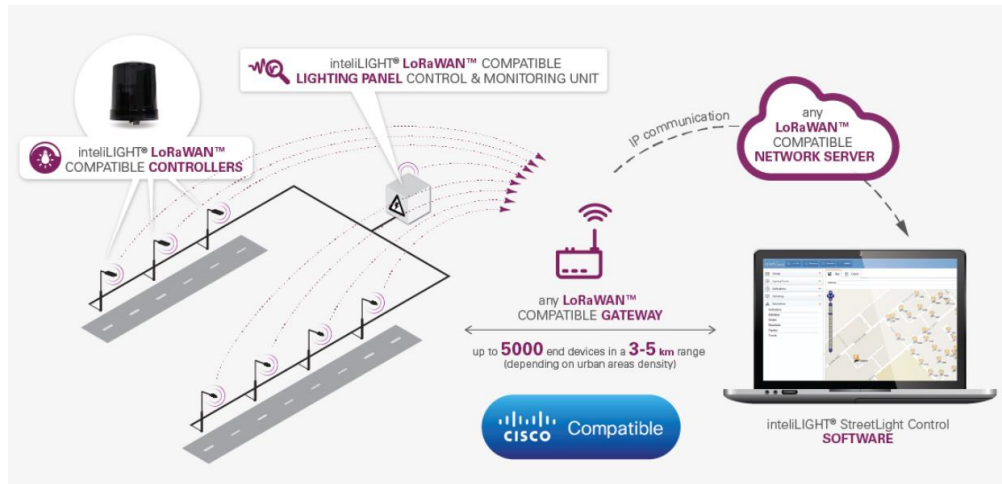 inteliLIGHT® LoRaWAN™ COMPATIBLE
LIGHTING PANEL CONTROL & MONITORING UNIT
inteliLIGHT® LoRaWAN™
COMPATIBLE CONTROLLERS
IP communication
any
LoRaWAN™
COMPATIBLE
NETWORK SERVER
any LoRaWAN™
COMPATIBLE GATEWAY
up to 5000 end devices in a 3-5 km range
(depending on urban areas density)
CISCO Compatible
inteliLIGHT® StreetLight Control
SOFTWARE